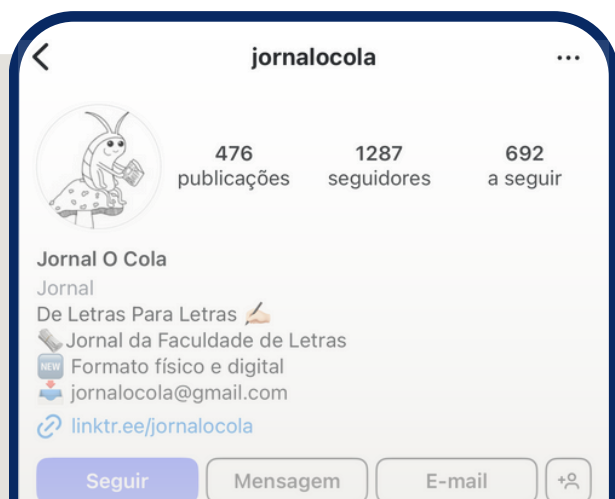 jornalocola
476 1287 692
publicações seguidores a seguir
Jornal O Cola
Jornal
De Letras Para Letras ✍🏻
🗞️Jornal da Faculdade de Letras
🆕 Formato físico e digital
📥 jornalocola@gmail.com
linktr.ee/jornalocola
Seguir Mensagem E-mail